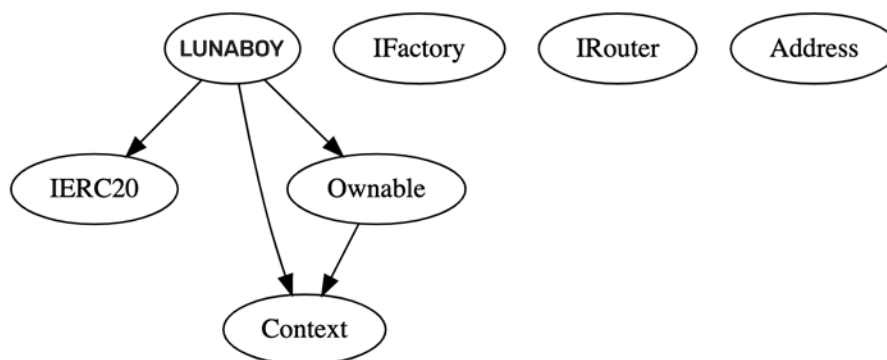 LUNABOY
IFactory
IRouter
Address
IERC20
Ownable
Context